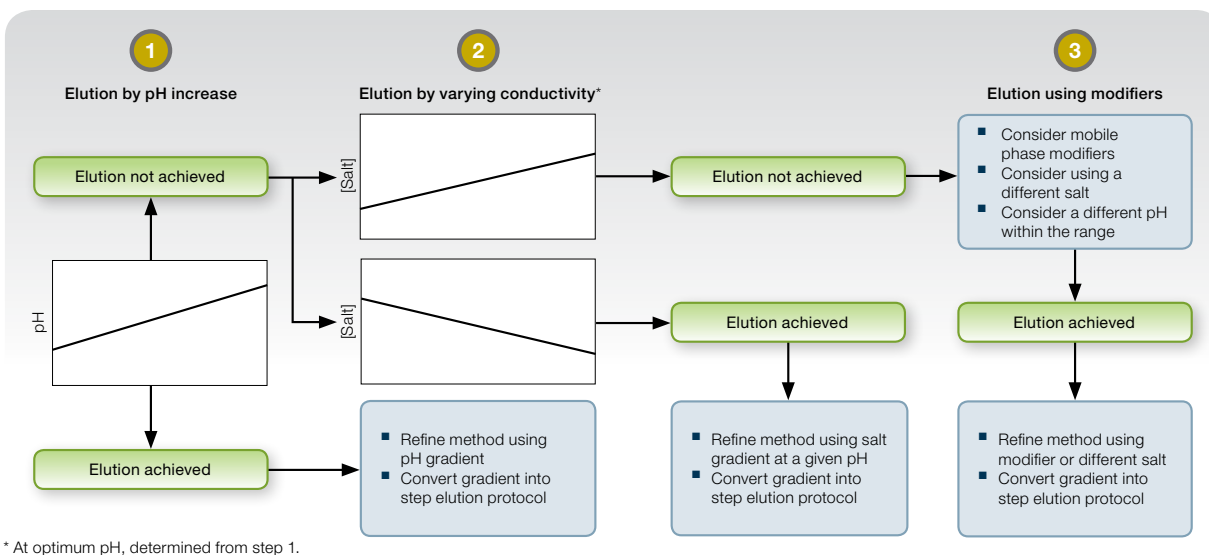 1
Elution by pH increase
Elution not achieved
pH
Elution achieved
2
Elution by varying conductivity*
[Salt]
[Salt]
■ Refine method using
pH gradient
■ Convert gradient into
step elution protocol
Elution not achieved
Elution achieved
■ Refine method using salt
gradient at a given pH
■ Convert gradient into
step elution protocol
3
Elution using modifiers
■ Consider mobile
phase modifiers
■ Consider using a
different salt
■ Consider a different pH
within the range
Elution achieved
■ Refine method using
modifier or different salt
■ Convert gradient into
step elution protocol
* At optimum pH, determined from step 1.